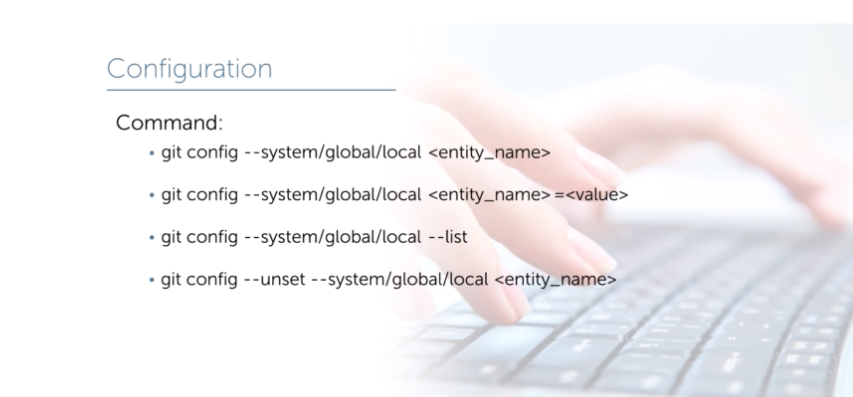 Configuration
Command:
• git config --system/global/local <entity_name>
• git config --system/global/local <entity_name>=<value>
• git config --system/global/local --list
• git config --unset --system/global/local <entity_name>